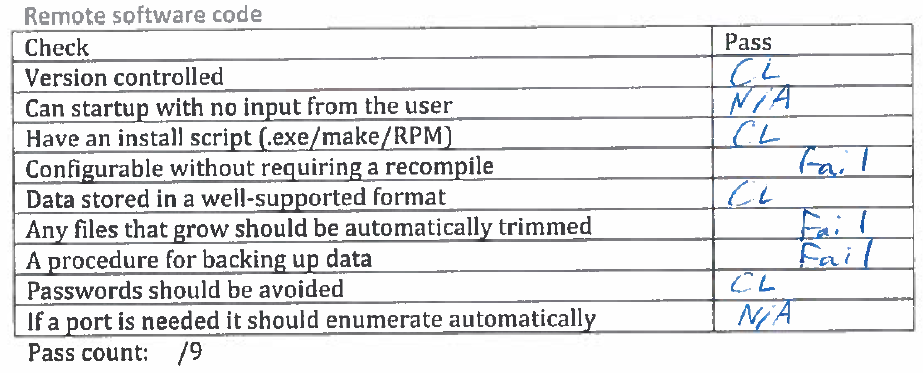 Remote software code
Check Pass
Version controlled CL
Can startup with no input from the user N/A
Have an install script (.exe/make/RPM) CL
Configurable without requiring a recompile Fail
Data stored in a well-supported format CL
Any files that grow should be automatically trimmed Fail
A procedure for backing up data Fail
Passwords should be avoided CL
If a port is needed it should enumerate automatically N/A
Pass count: /9